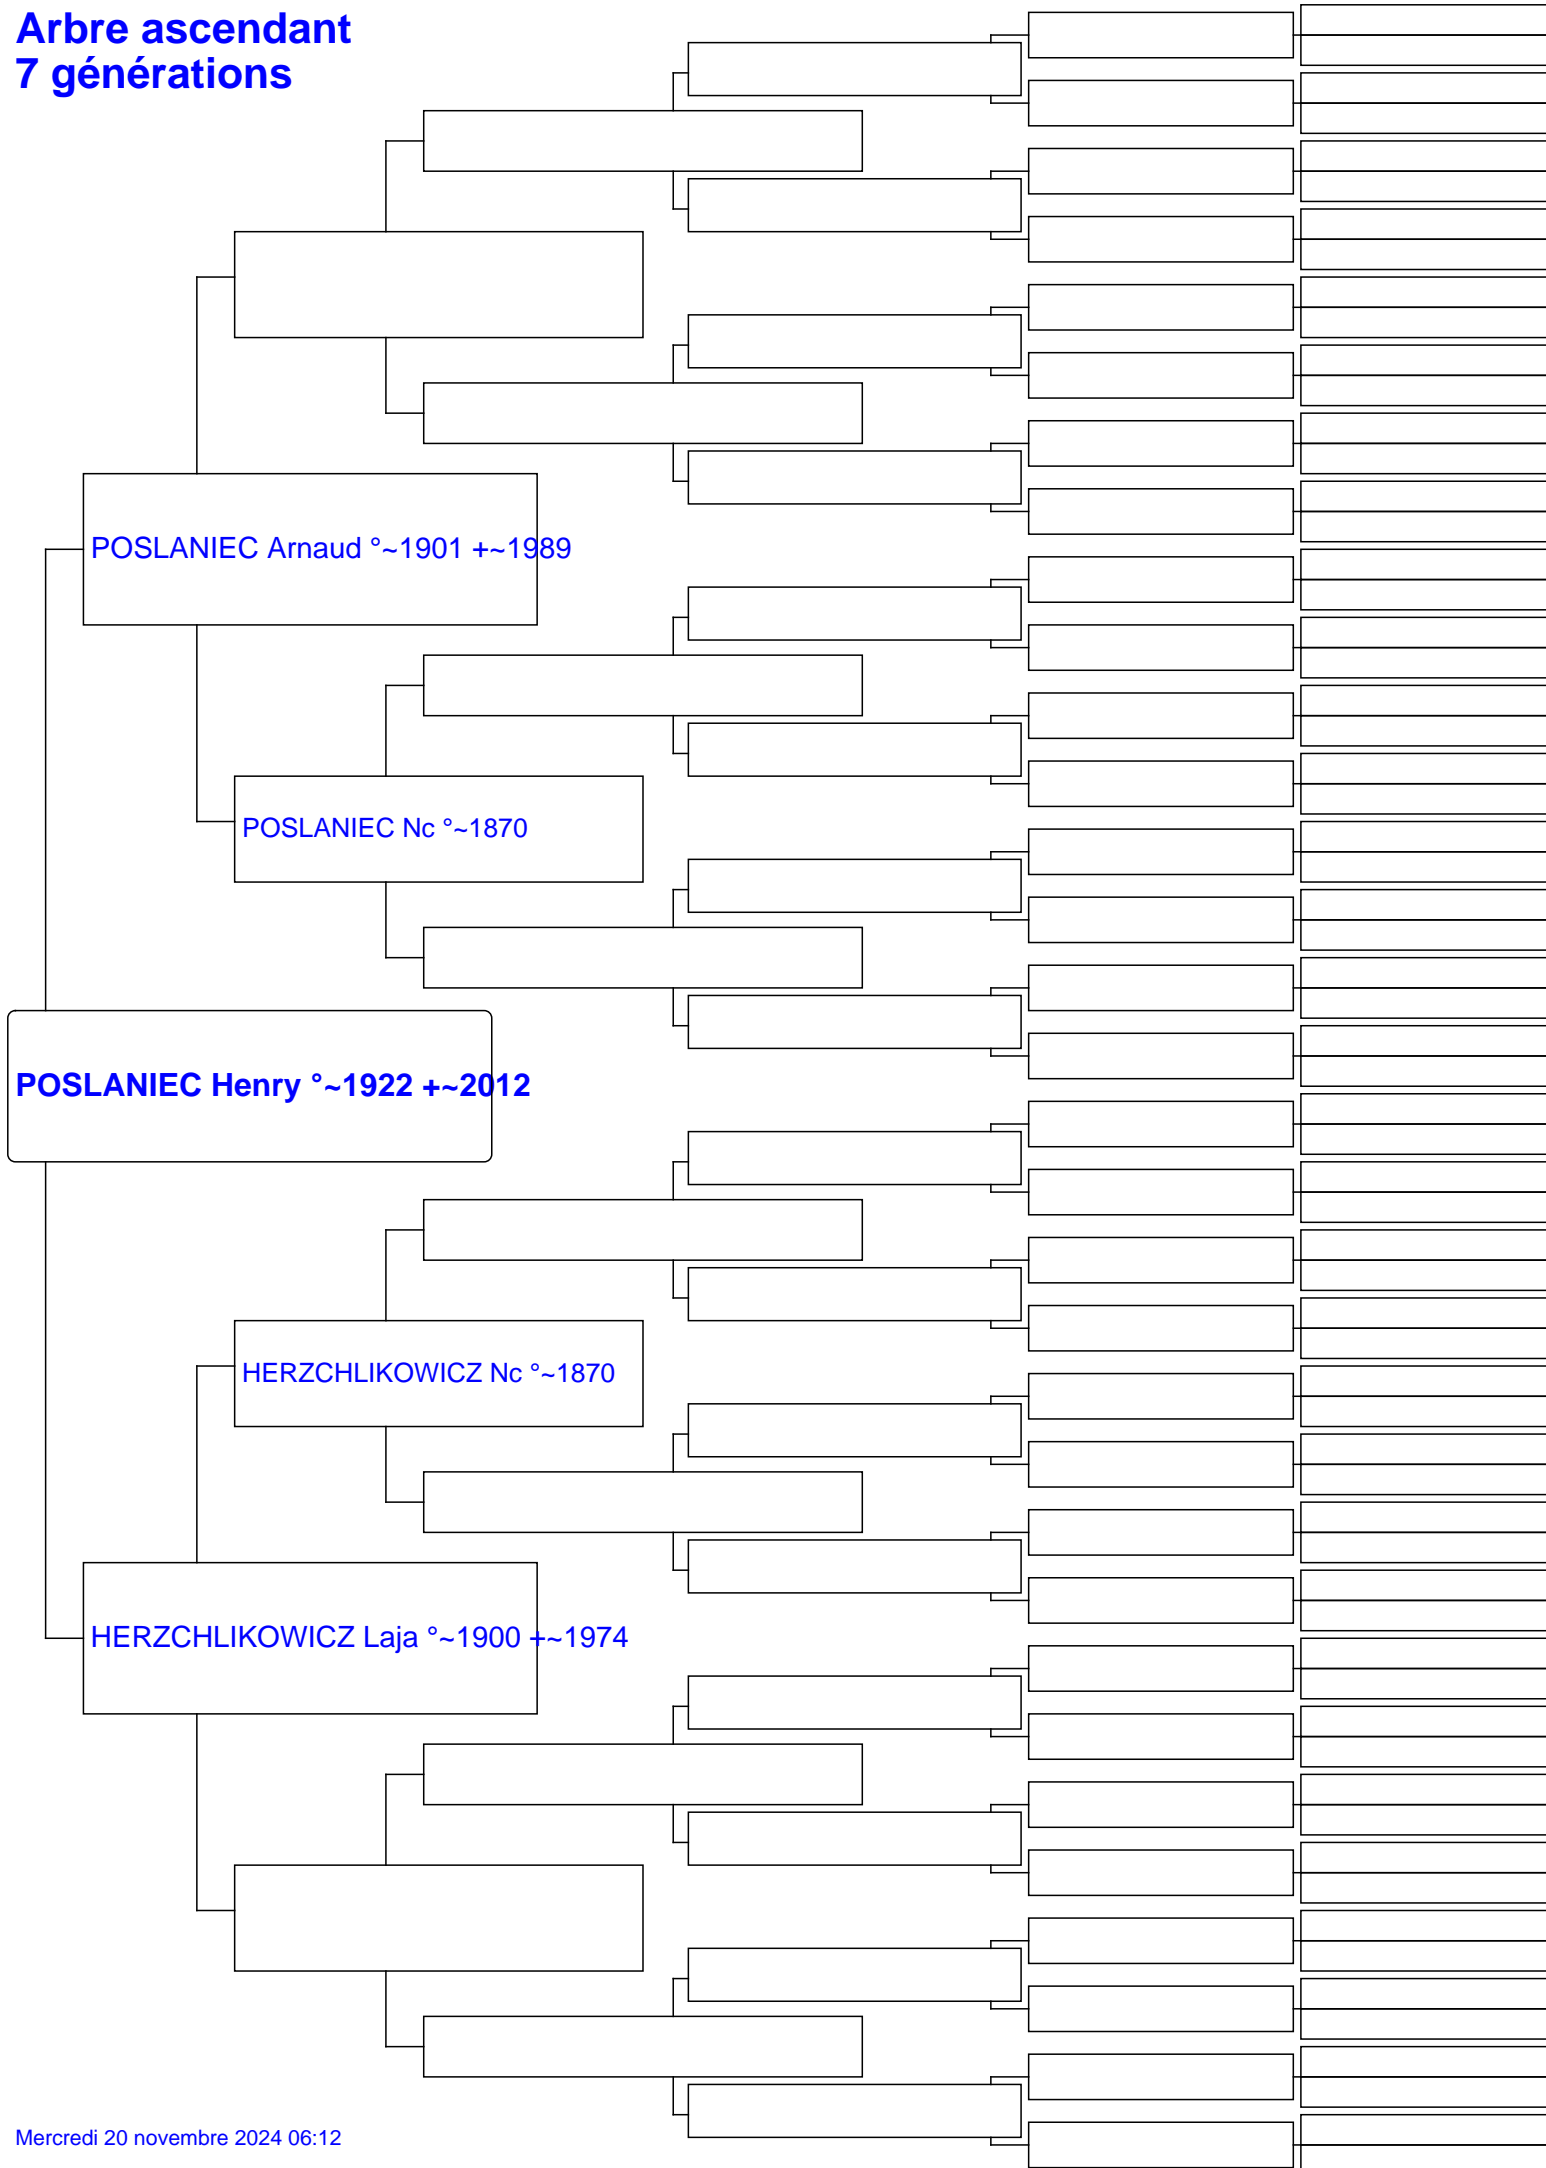 Arbre ascendant
7 générations
POSLANIEC Arnaud °~1901 +~1989
POSLANIEC Nc °~1870
POSLANIEC Henry °~1922 +~2012
HERZCHLIKOWICZ Nc °~1870
HERZCHLIKOWICZ Laja °~1900 +~1974
Mercredi 20 novembre 2024 06:12